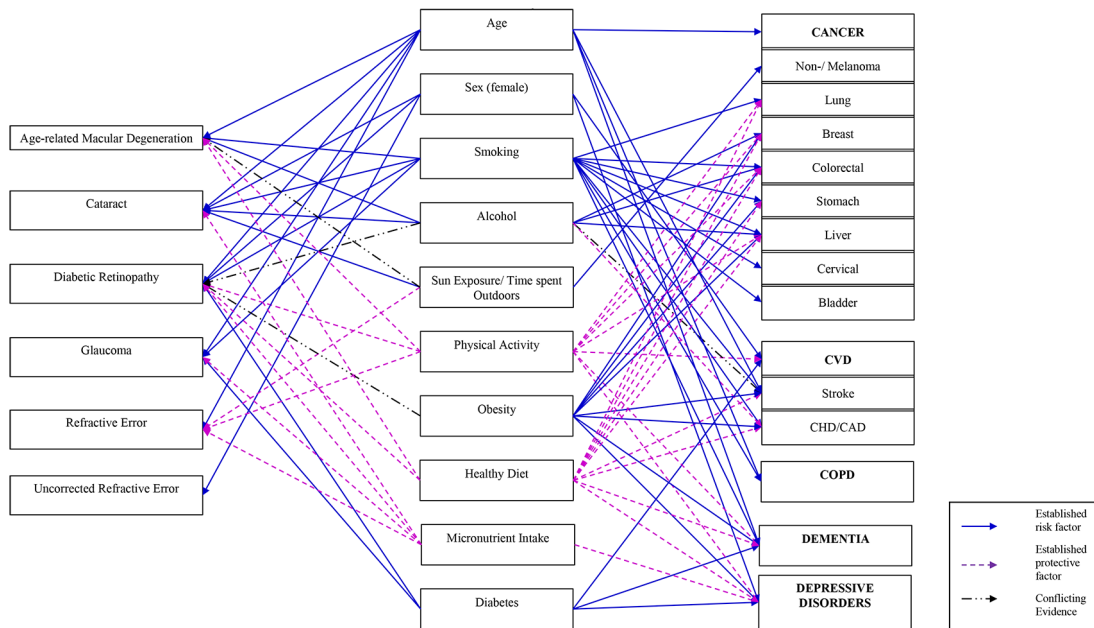 Age-related Macular Degeneration
Cataract
Diabetic Retinopathy
Glaucoma
Refractive Error
Uncorrected Refractive Error
Age
Sex (female)
Smoking
Alcohol
Sun Exposure/ Time spent
Outdoors
Physical Activity
Obesity
Healthy Diet
Micronutrient Intake
Diabetes
CANCER
Non-/ Melanoma
Lung
Breast
Colorectal
Stomach
Liver
Cervical
Bladder
CVD
Stroke
CHD/CAD
COPD
DEMENTIA
DEPRESSIVE
DISORDERS
Established
risk factor
Established
protective
factor
Conflicting
Evidence